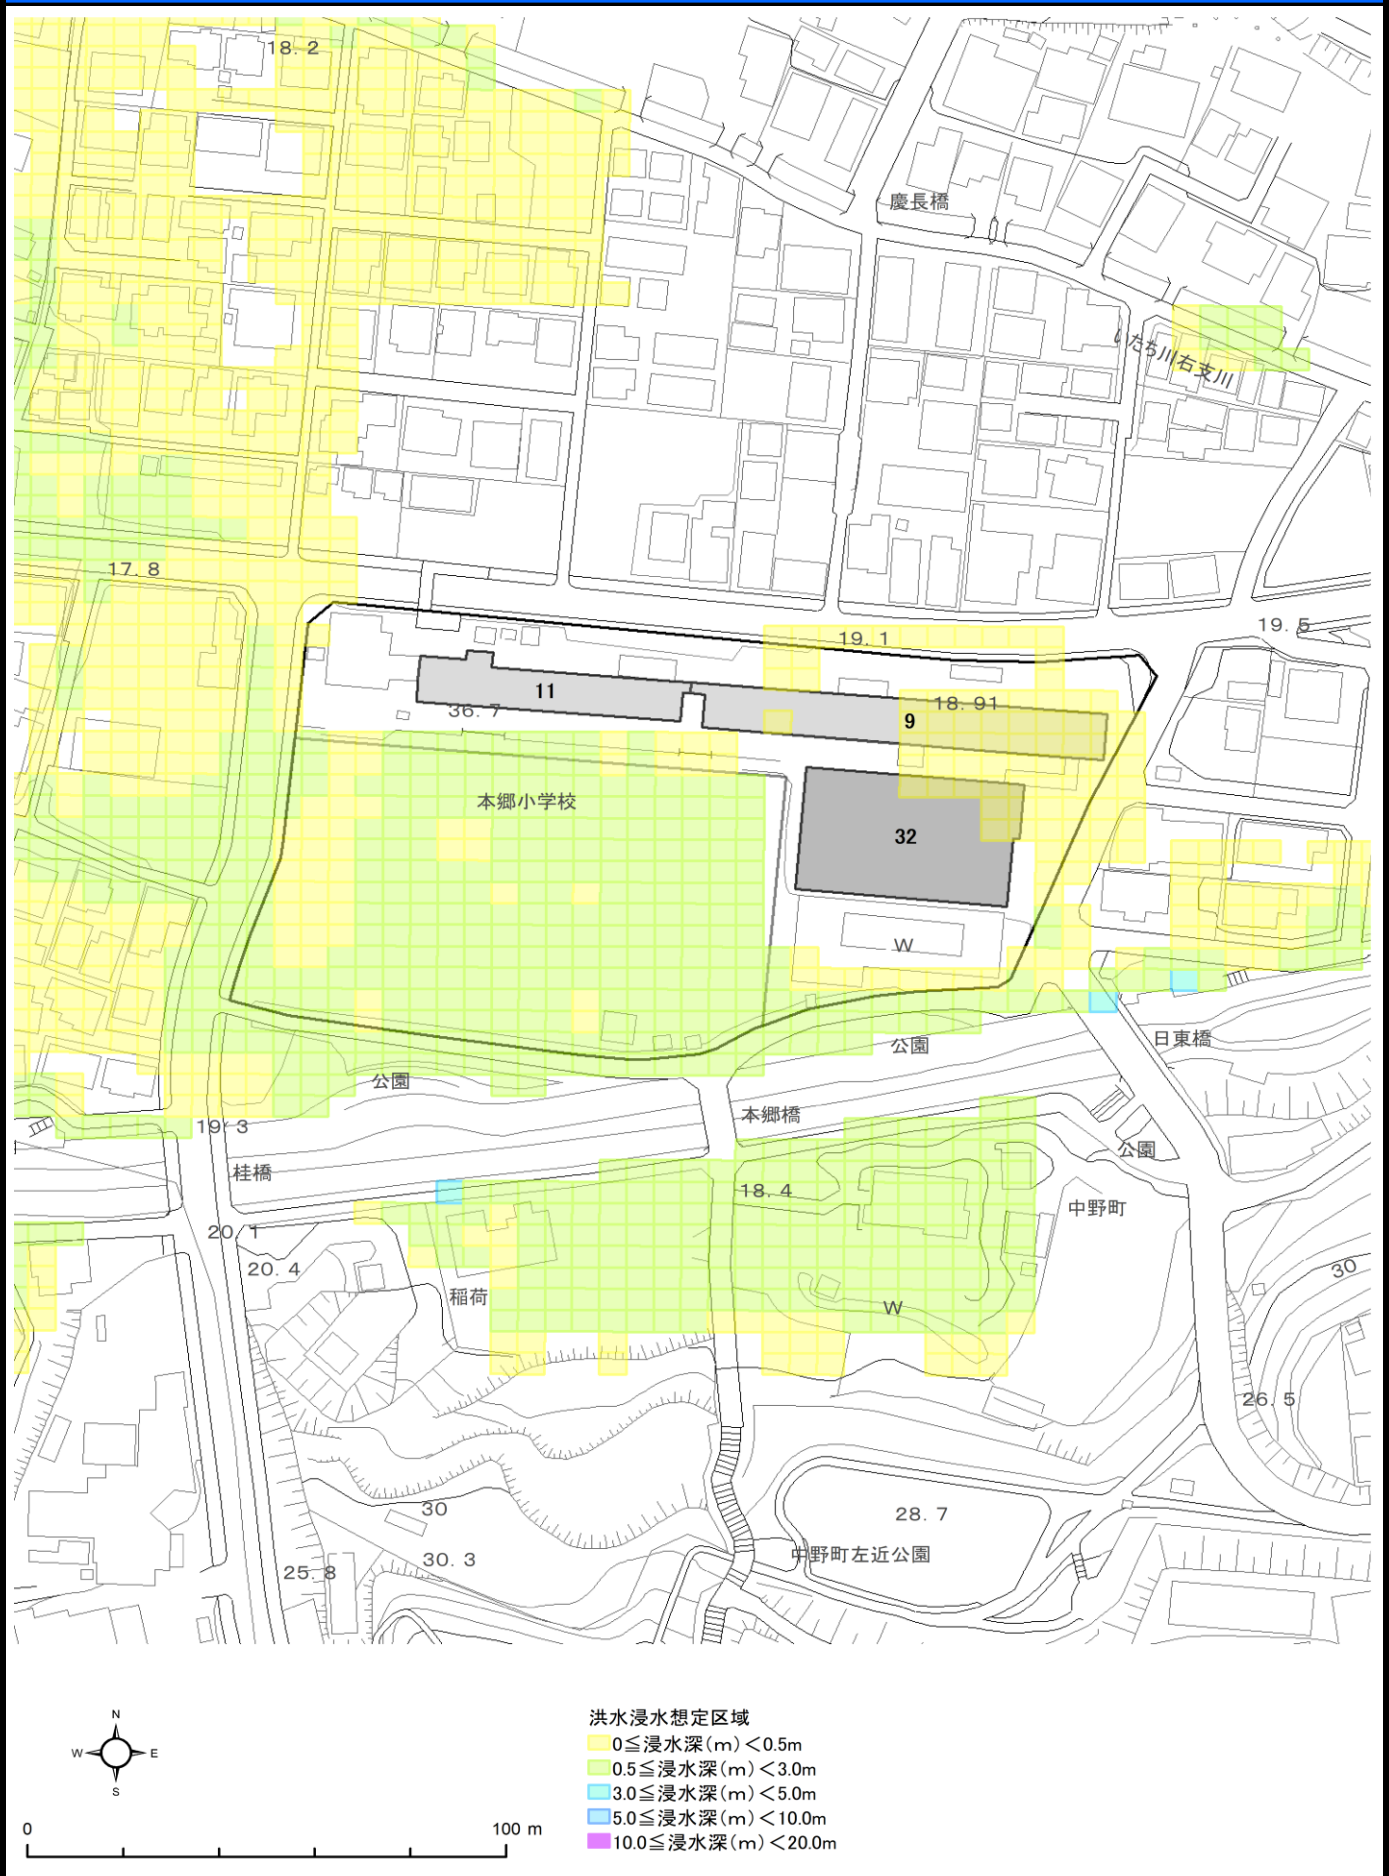 18.2
慶長橋
いたち川右支川
17.8
19.1
19.5
11
36.7
18.91
9
本郷小学校
32
W
公園
日東橋
公園
本郷橋
19.3
公園
桂橋
18.4
中野町
20.1
20.4
30
稲荷
W
26.5
30
28.7
30.3
中野町左近公園
25.8
N
W E
S
0 100 m
洪水浸水想定区域
0≦浸水深(m)<0.5m
0.5≦浸水深(m)<3.0m
3.0≦浸水深(m)<5.0m
5.0≦浸水深(m)<10.0m
10.0≦浸水深(m)<20.0m